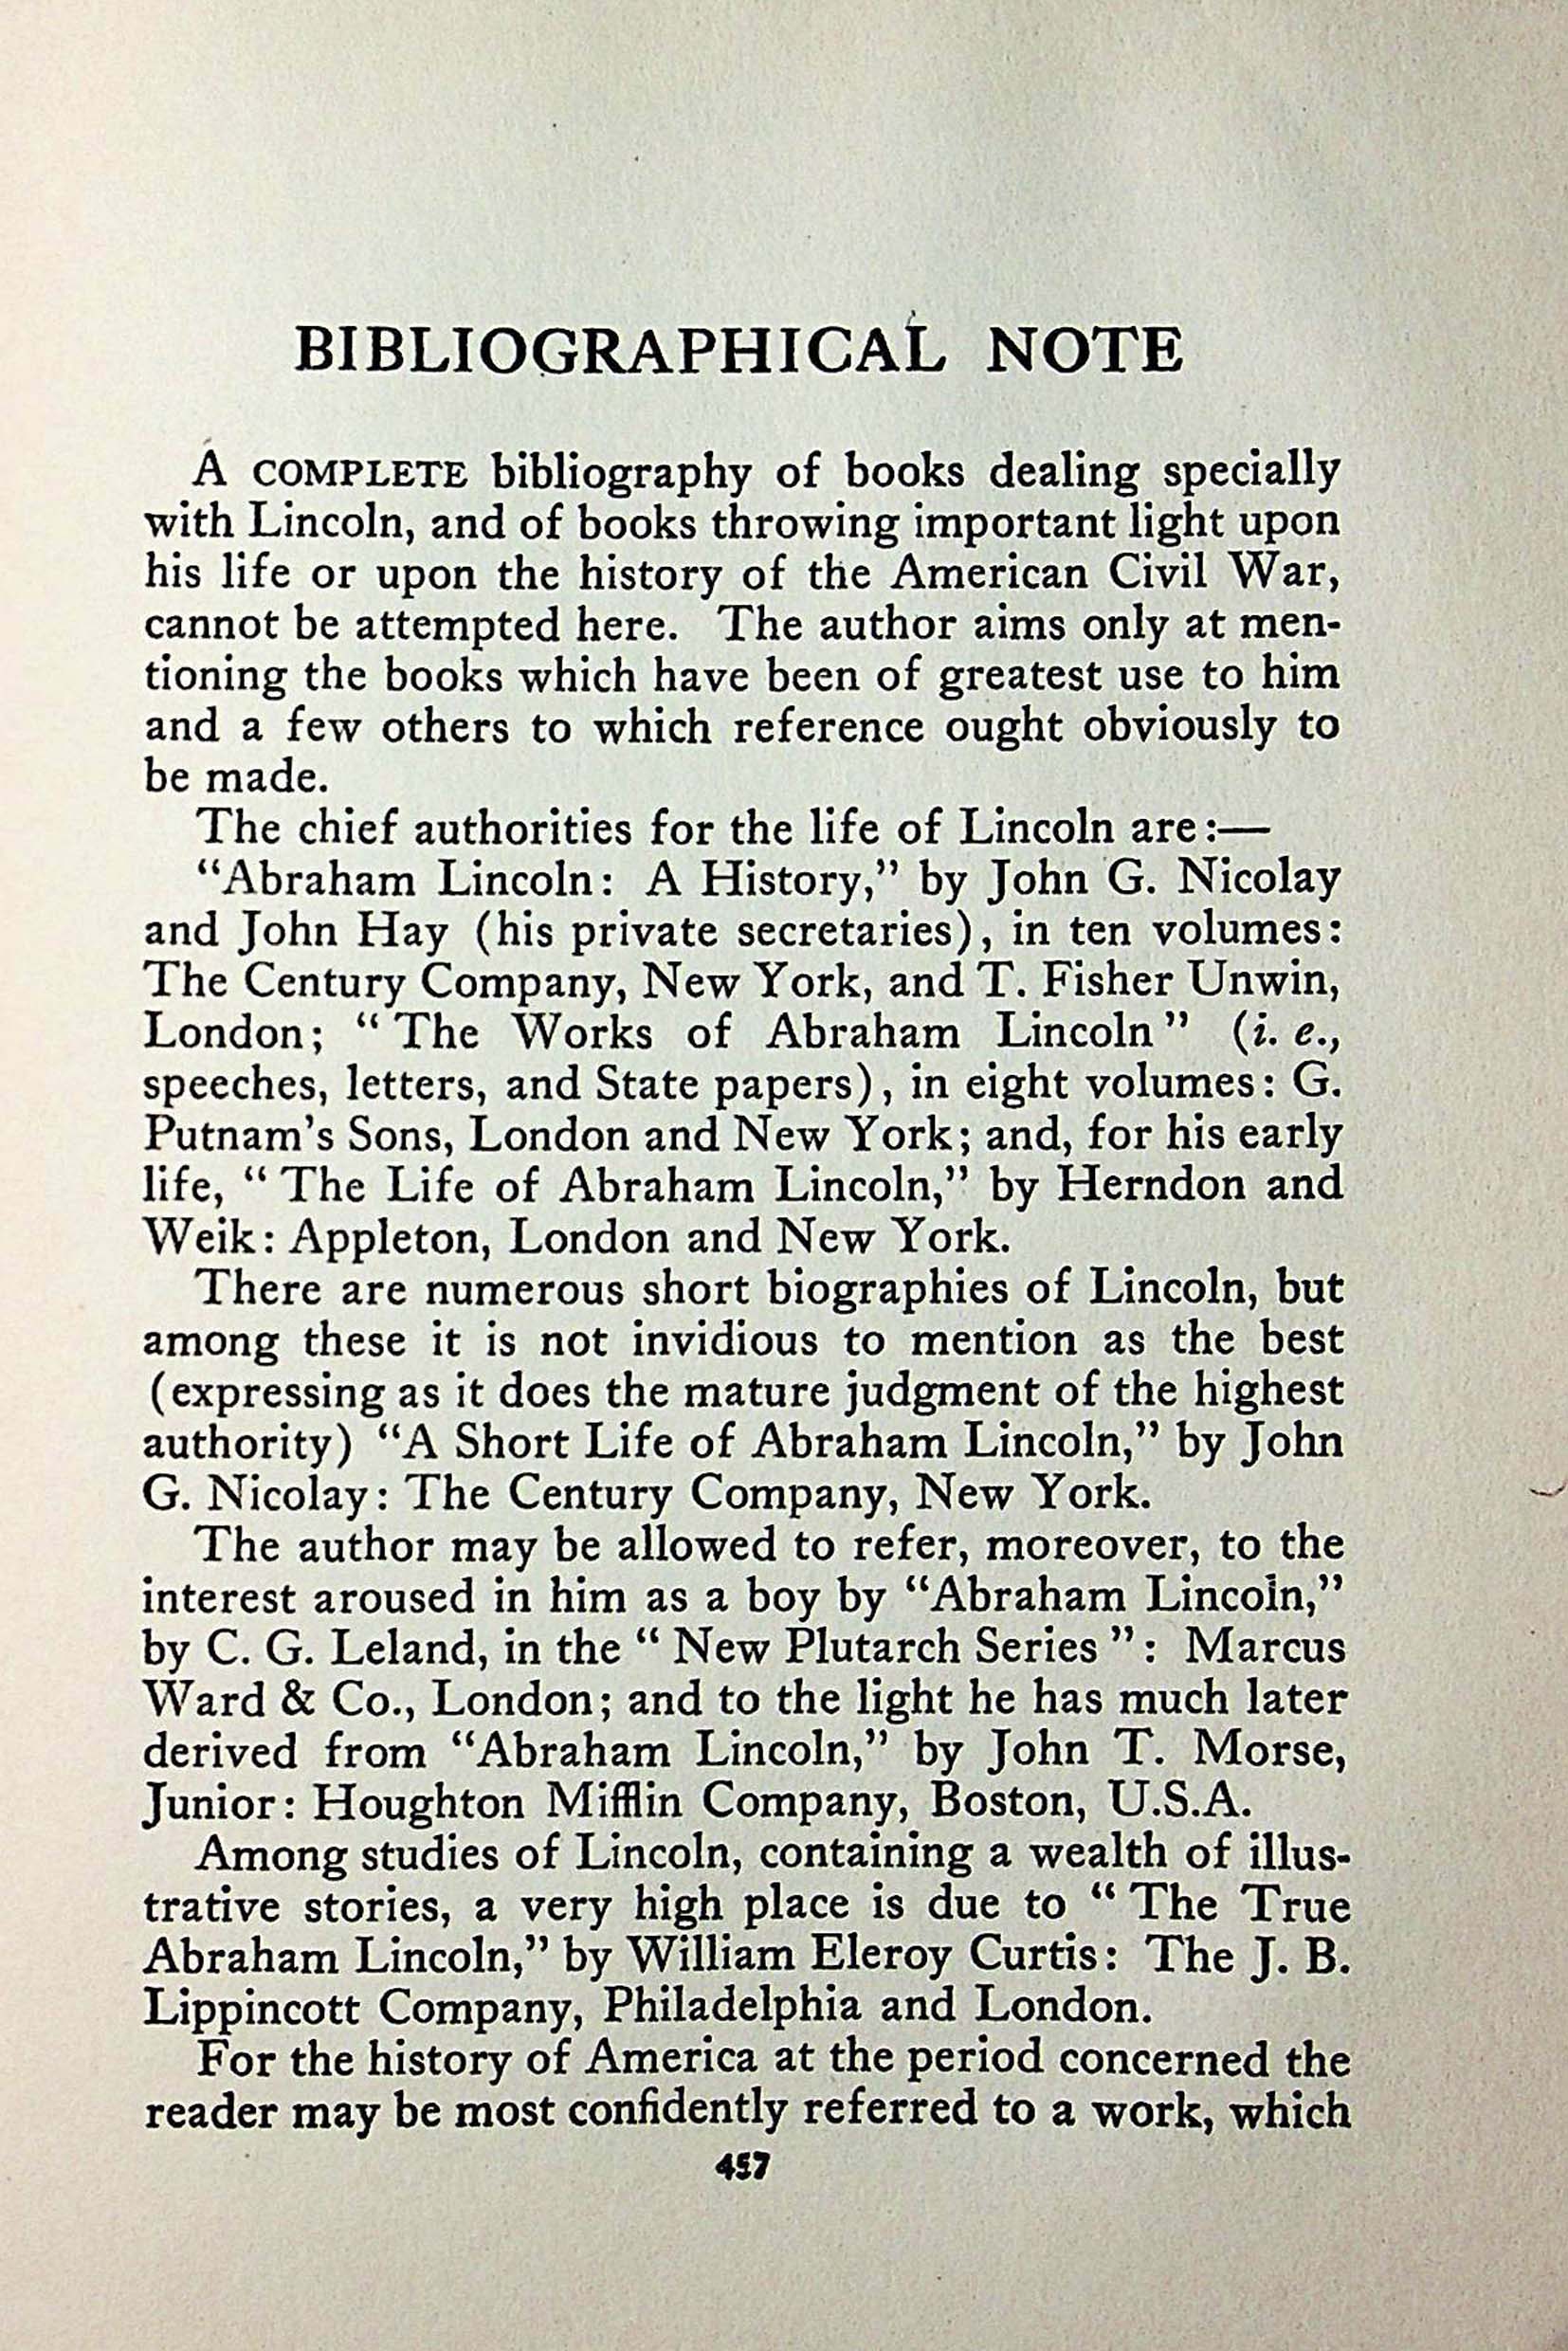 BIBLIOGRAPHICAL NOTE
A COMPLETE bibliography of books dealing specially
with Lincoln, and of books throwing important light upon
his life or upon the history of the American Civil War,
cannot be attempted here. The author aims only at men-
tioning the books which have been of greatest use to him
and a few others to which reference ought obviously to
be made.
The chief authorities for the life of Lincoln are:—
“Abraham Lincoln: A History,” by John G. Nicolay
and John Hay (his private secretaries), in ten volumes:
The Century Company, New York, and T. Fisher Unwin,
London; “The Works of Abraham Lincoln” (i. e.,
speeches, letters, and State papers), in eight volumes: G.
Putnam's Sons, London and New York; and, for his early
life, “The Life of Abraham Lincoln,” by Herndon and
Weik: Appleton, London and New York.
There are numerous short biographies of Lincoln, but
among these it is not invidious to mention as the best
(expressing as it does the mature judgment of the highest
authority) “A Short Life of Abraham Lincoln,” by John
G. Nicolay: The Century Company, New York.
The author may be allowed to refer, moreover, to the
interest aroused in him as a boy by “Abraham Lincoln,”
by C. G. Leland, in the “New Plutarch Series”: Marcus
Ward & Co., London; and to the light he has much later
derived from “Abraham Lincoln,” by John T. Morse,
Junior: Houghton Mifflin Company, Boston, U.S.A.
Among studies of Lincoln, containing a wealth of illus-
trative stories, a very high place is due to “The True
Abraham Lincoln,” by William Eleroy Curtis: The J. B.
Lippincott Company, Philadelphia and London.
For the history of America at the period concerned the
reader may be most confidently referred to a work, which
457